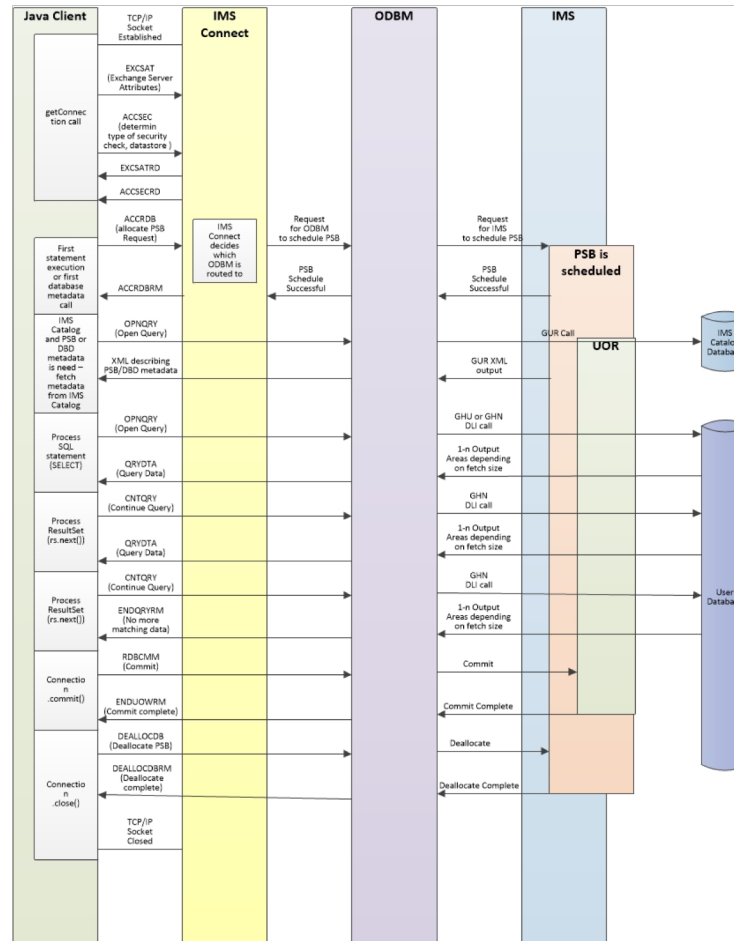 Java Client
IMS
Connect
ODBM
IMS
TCP/IP
Socket
Established
getConnec
tion call
EXCSAT
(Exchange Server
Attributes)
ACCSEC
(determin
type of security
check, datastore )
EXCSATRD
ACCSECRD
ACCRDB
(allocate PSB
Request)
IMS
Connect
decides
which
ODBM is
routed to
Request
for ODBM
to schedule PSB
Request
for IMS
to schedule PSB
PSB is
scheduled
First
statement
execution
or first
database
metadata
call
PSB
Schedule
Successful
PSB
Schedule
Successful
ACCRDBRM
IMS
Catalog
and PSB or
DBD
metadata
is need –
fetch
metadata
from IMS
Catalog
OPNQRY
(Open Query)
GUR Call
UOR
IMS
Catalo
Databa
XML describing
PSB/DBD metadata
GUR XML
output
Process
SQL
statement
(SELECT)
OPNQRY
(Open Query)
GHU or GHN
DLI call
QRYDTA
(Query Data)
1-n Output
Areas depending
on fetch size
Process
ResultSet
(rs.next())
CNTQRY
(Continue Query)
GHN
DLI call
QRYDTA
(Query Data)
1-n Output
Areas depending
on fetch size
Process
ResultSet
(rs.next())
CNTQRY
(Continue Query)
GHN
DLI call
User
Databa
ENDQRYRM
(No more
matching data)
1-n Output
Areas depending
on fetch size
Connectio
n
.commit()
RDBCMM
(Commit)
Commit
ENDUOWRM
(Commit complete)
Commit Complete
Connectio
n
.close()
DEALLOCDB
(Deallocate PSB)
Deallocate
DEALLOCDBRM
(Deallocate
complete)
Deallocate Complete
TCP/IP
Socket
Closed